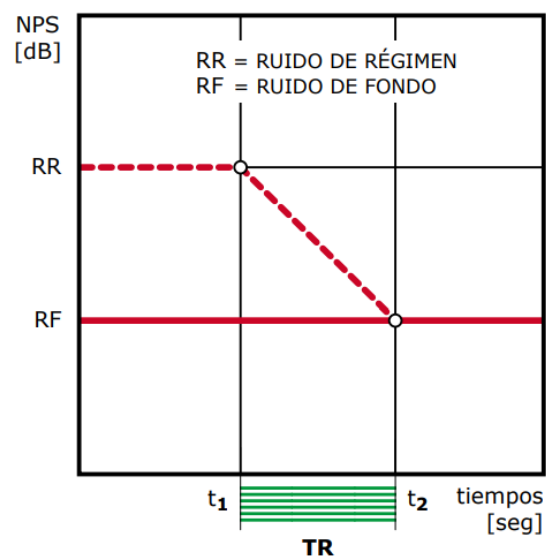 NPS
[dB]
RR = RUIDO DE RÉGIMEN
RF = RUIDO DE FONDO
RR
RF
t1
t2
tiempos
[seg]
TR